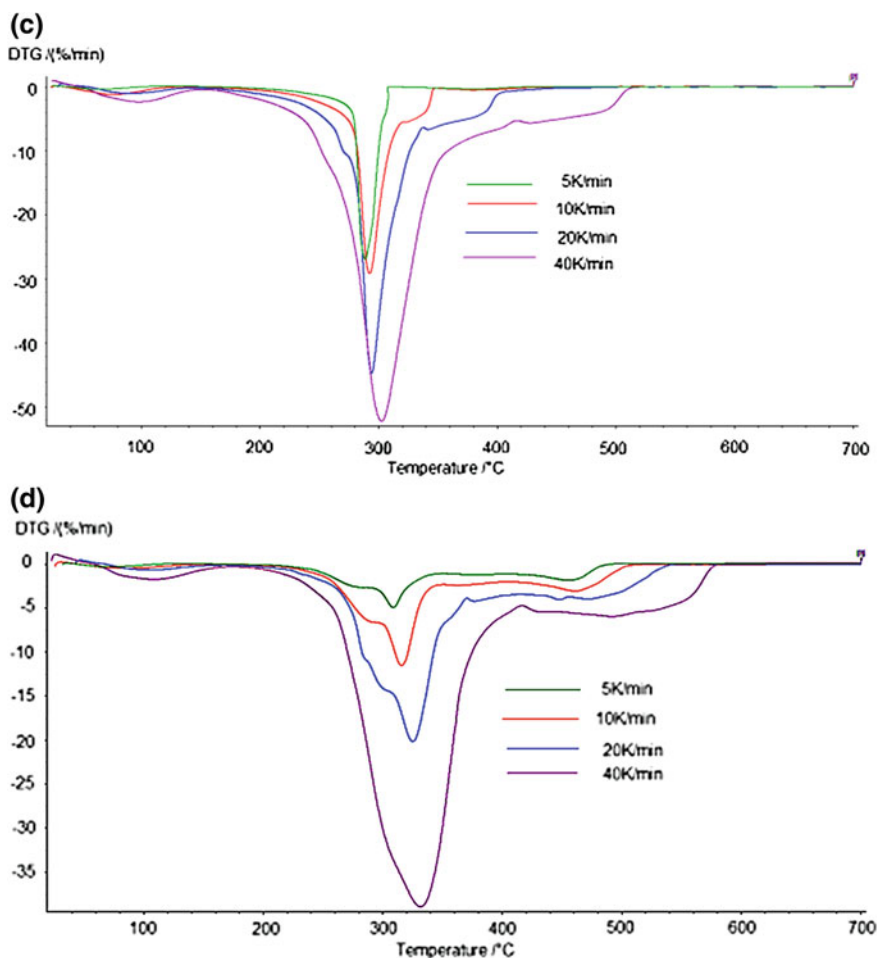 (c)
DTG /(%/min)
0
-10
-20
-30
-40
-50
5K/min
10K/min
20K/min
40K/min
100 200 300 400 500 600 700
Temperature /°C
(d)
DTG /(%/min)
0
-5
-10
-15
-20
-25
-30
-35
5K/min
10K/min
20K/min
40K/min
100 200 300 400 500 600 700
Temperature /°C